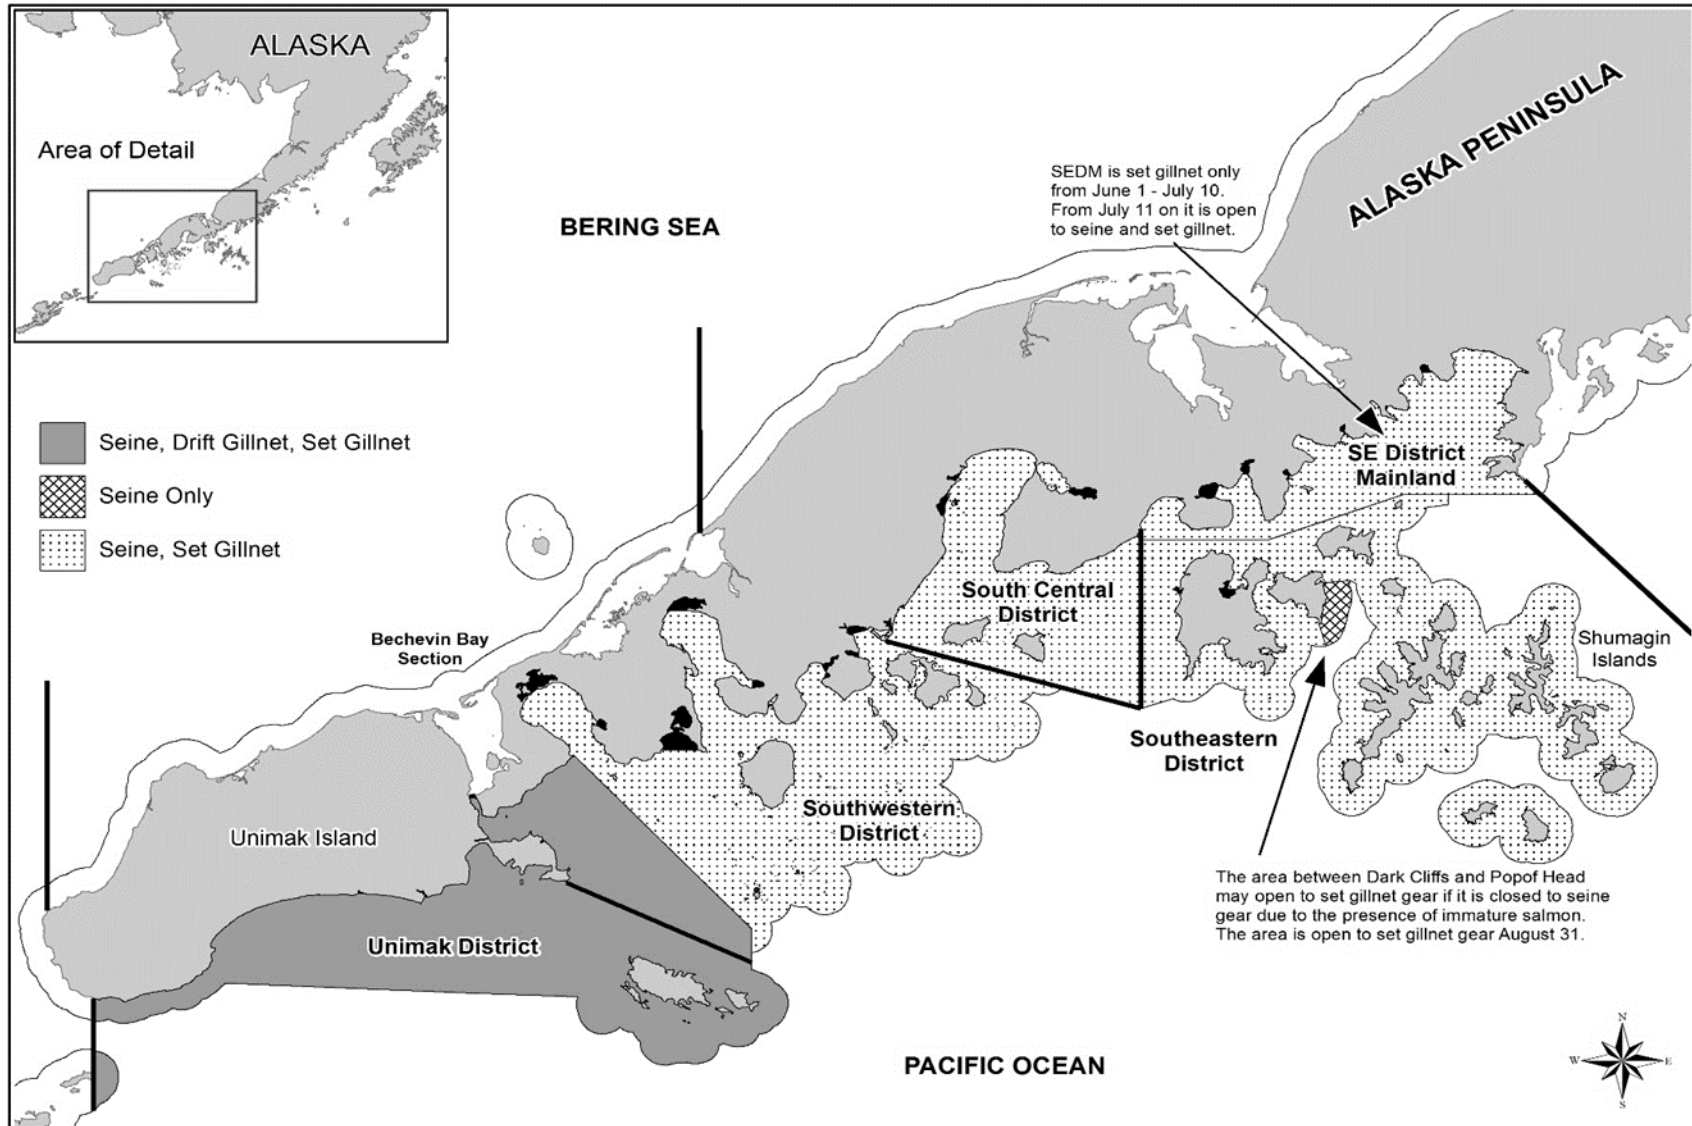 ALASKA
Area of Detail
BERING SEA
ALASKA PENINSULA
SEDM is set gillnet only
from June 1 - July 10.
From July 11 on it is open
to seine and set gillnet.
Seine, Drift Gillnet, Set Gillnet
Seine Only
Seine, Set Gillnet
SE District
Mainland
South Central
District
Bechevin Bay
Section
Shumagin
Islands
Southeastern
District
Southwestern
District
Unimak Island
Unimak District
The area between Dark Cliffs and Popof Head
may open to set gillnet gear if it is closed to seine
gear due to the presence of immature salmon.
The area is open to set gillnet gear August 31.
PACIFIC OCEAN
N
W
E
S